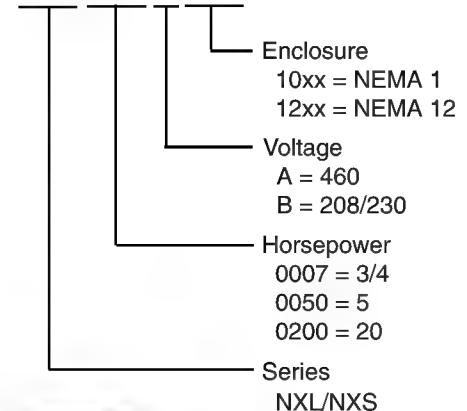 Enclosure
10xx = NEMA 1
12xx = NEMA 12
Voltage
A = 460
B = 208/230
Horsepower
0007 = 3/4
0050 = 5
0200 = 20
Series
NXL/NXS